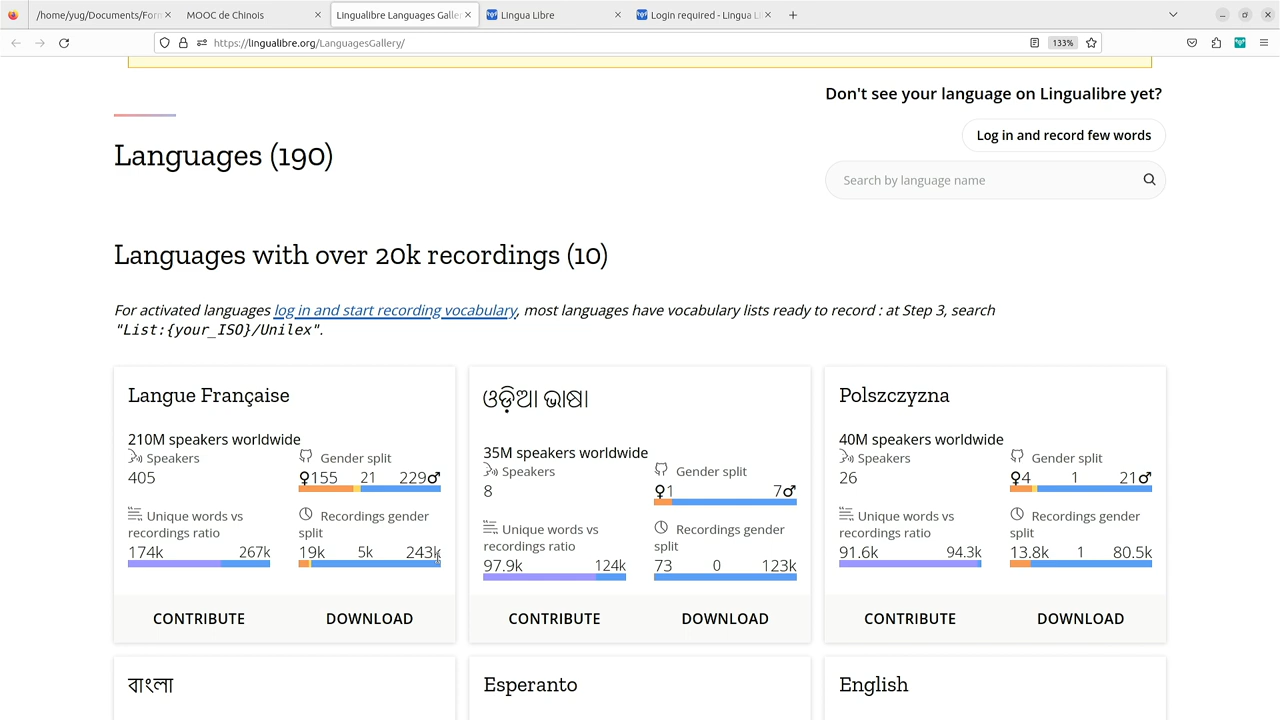 /home/yug/Documents/Fori
MOOC de Chinois
Lingualibre Languages Galle
Lingua Libre
Login required - Lingua Li
https://lingualibre.org/LanguagesGallery/
133%
Don't see your language on Lingualibre yet?
Log in and record few words
Languages (190)
Search by language name
Languages with over 20k recordings (10)
For activated languages log in and start recording vocabulary, most languages have vocabulary lists ready to record : at Step 3, search
"List:{your_ISO}/Unilex".
Langue Française
210M speakers worldwide
Speakers
405
Gender split
♀155 21 229♂
Unique words vs
recordings ratio
174k 267k
Recordings gender
split
19k 5k 243k
CONTRIBUTE DOWNLOAD
ଓଡ଼ିଆ ଭାଷା
35M speakers worldwide
Speakers
8
Gender split
♀1 7♂
Unique words vs
recordings ratio
97.9k 124k
Recordings gender
split
73 0 123k
CONTRIBUTE DOWNLOAD
Polszczyzna
40M speakers worldwide
Speakers
26
Gender split
♀4 1 21♂
Unique words vs
recordings ratio
91.6k 94.3k
Recordings gender
split
13.8k 1 80.5k
CONTRIBUTE DOWNLOAD
বাংলা
Esperanto
English